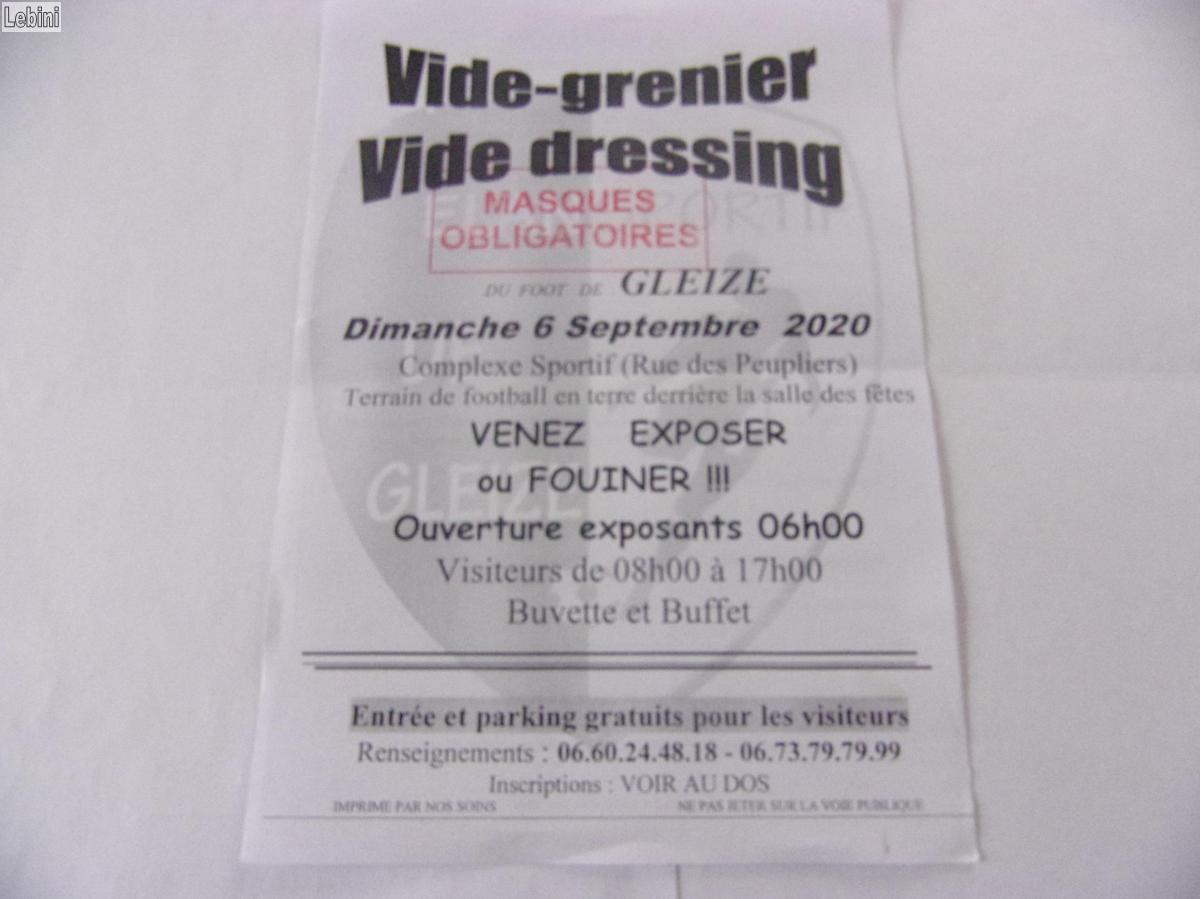 Lebini
Vide-grenier
Vide dressing
MASQUES
OBLIGATOIRES
SPORTIF
DU FOOT DE GLEIZE
Dimanche 6 Septembre 2020
Complexe Sportif (Rue des Peupliers)
Terrain de football en terre derrière la salle des fêtes
VENEZ EXPOSER
ou FOUINER !!!
GLEIZE
Ouverture exposants 06h00
Visiteurs de 08h00 à 17h00
Buvette et Buffet
Entrée et parking gratuits pour les visiteurs
Renseignements : 06.60.24.48.18 - 06.73.79.79.99
Inscriptions : VOIR AU DOS
IMPRIME PAR NOS SOINS NE PAS JETER SUR LA VOIE PUBLIQUE